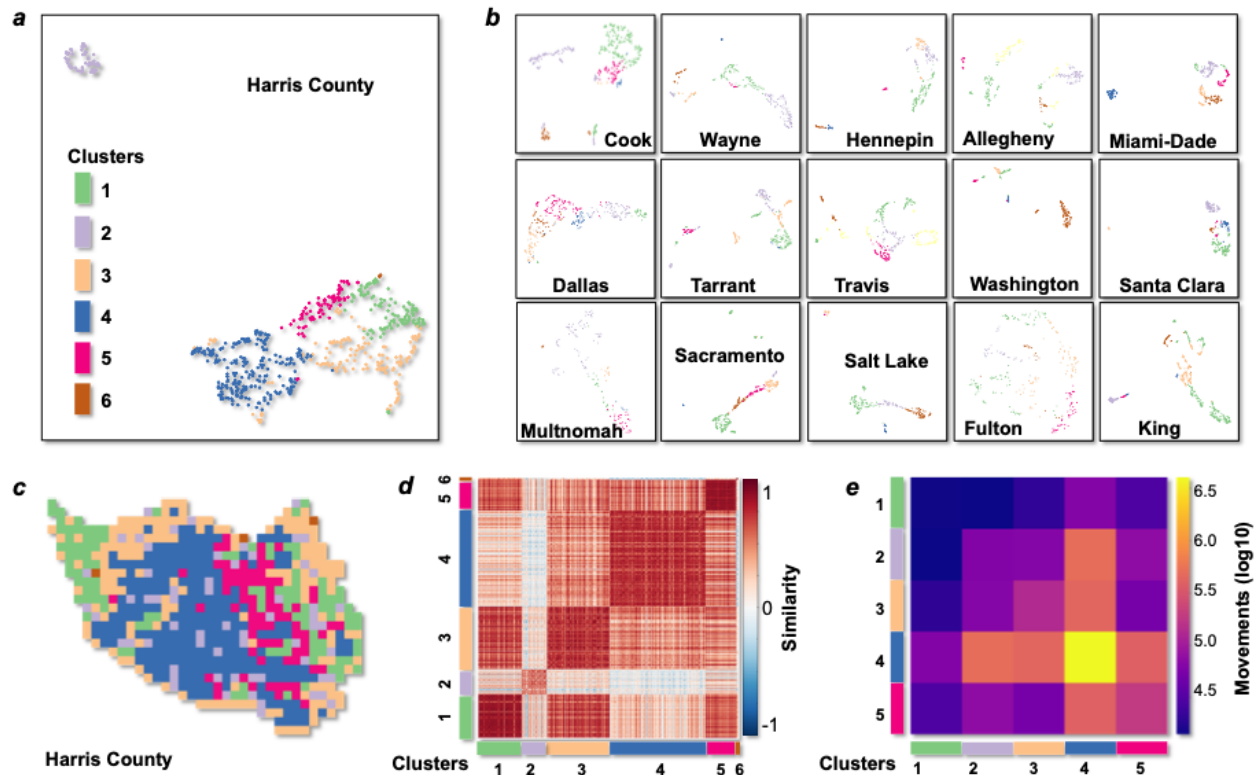 a
Harris County
Clusters
1
2
3
4
5
6
b
Cook
Wayne
Hennepin
Allegheny
Miami-Dade
Dallas
Tarrant
Travis
Washington
Santa Clara
Multnomah
Sacramento
Salt Lake
Fulton
King
c
Harris County
d
6
5
4
3
2
1
Clusters
1 2 3 4 5 6
1
0
-1
Similarity
e
1
2
3
4
5
Clusters
1 2 3 4 5
6.5
6.0
5.5
5.0
4.5
Movements (log10)